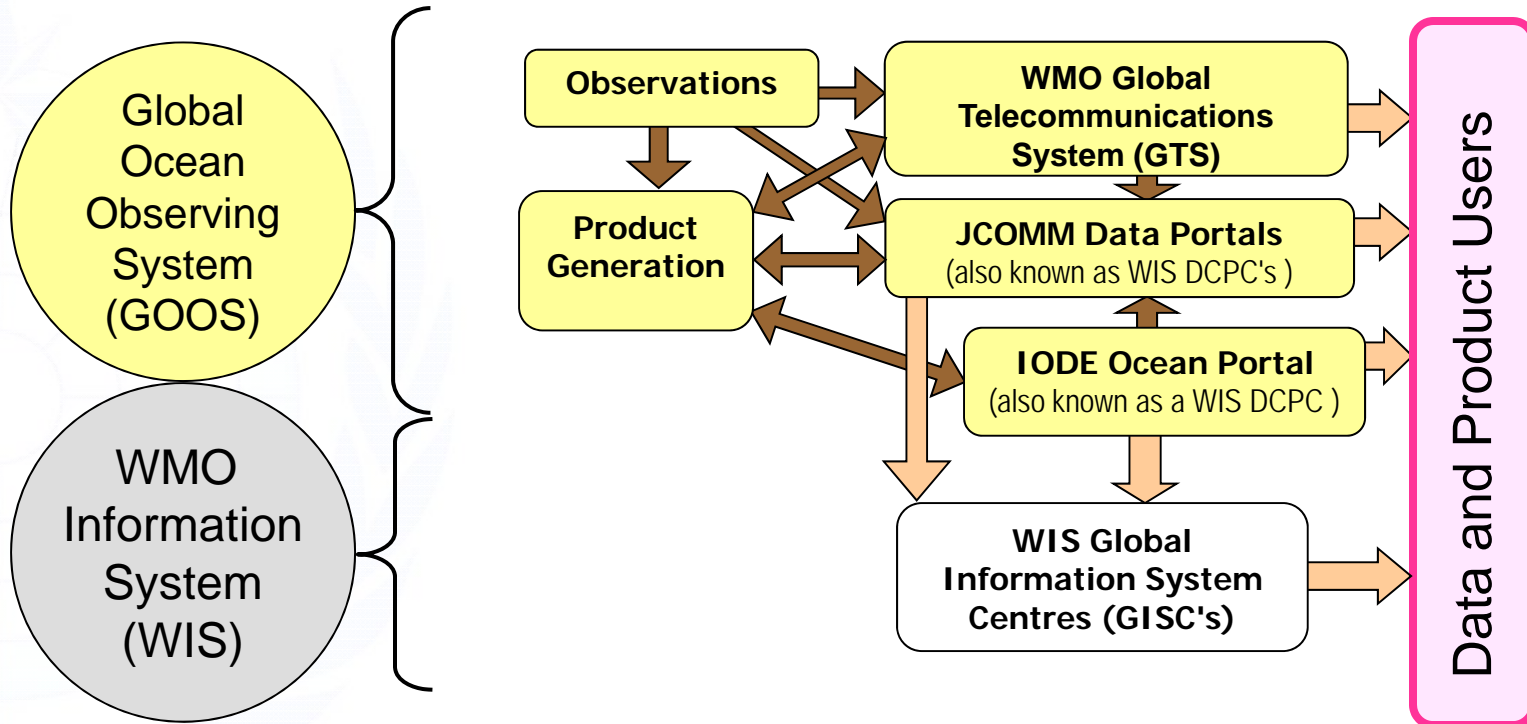 Global
Ocean
Observing
System
(GOOS)
WMO
Information
System
(WIS)
Observations
Product
Generation
WMO Global
Telecommunications
System (GTS)
JCOMM Data Portals
(also known as WIS DCPC's )
IODE Ocean Portal
(also known as a WIS DCPC )
WIS Global
Information System
Centres (GISC's)
Data and Product Users